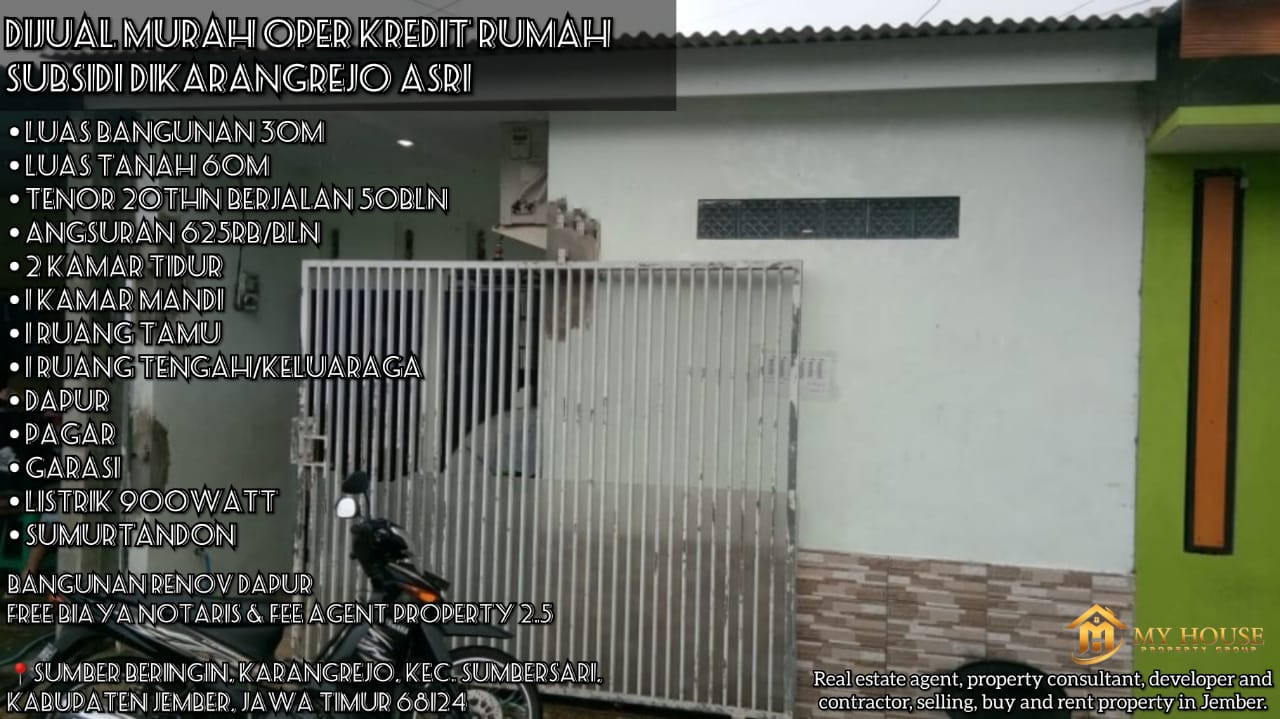 DIJUAL MURAH OPER KREDIT RUMAH
SUBSIDI DIKARANGREJO ASRI
• LUAS BANGUNAN 30M
• LUAS TANAH 60M
• TENOR 20THN BERJALAN 50BLN
• ANGSURAN 625RB/BLN
• 2 KAMAR TIDUR
• 1 KAMAR MANDI
• 1 RUANG TAMU
• 1 RUANG TENGAH/KELUARAGA
• DAPUR
• PAGAR
• GARASI
• LISTRIK 900WATT
• SUMURTANDON
BANGUNAN RENOV DAPUR
FREE BIAYA NOTARIS & FEE AGENT PROPERTY 2.5
📍SUMBER BERINGIN, KARANGREJO, KEC. SUMBERSARI,
KABUPATEN JEMBER, JAWA TIMUR 68124
MY HOUSE
PROPERTY GROUP
Real estate agent, property consultant, developer and
contractor, selling, buy and rent property in Jember.